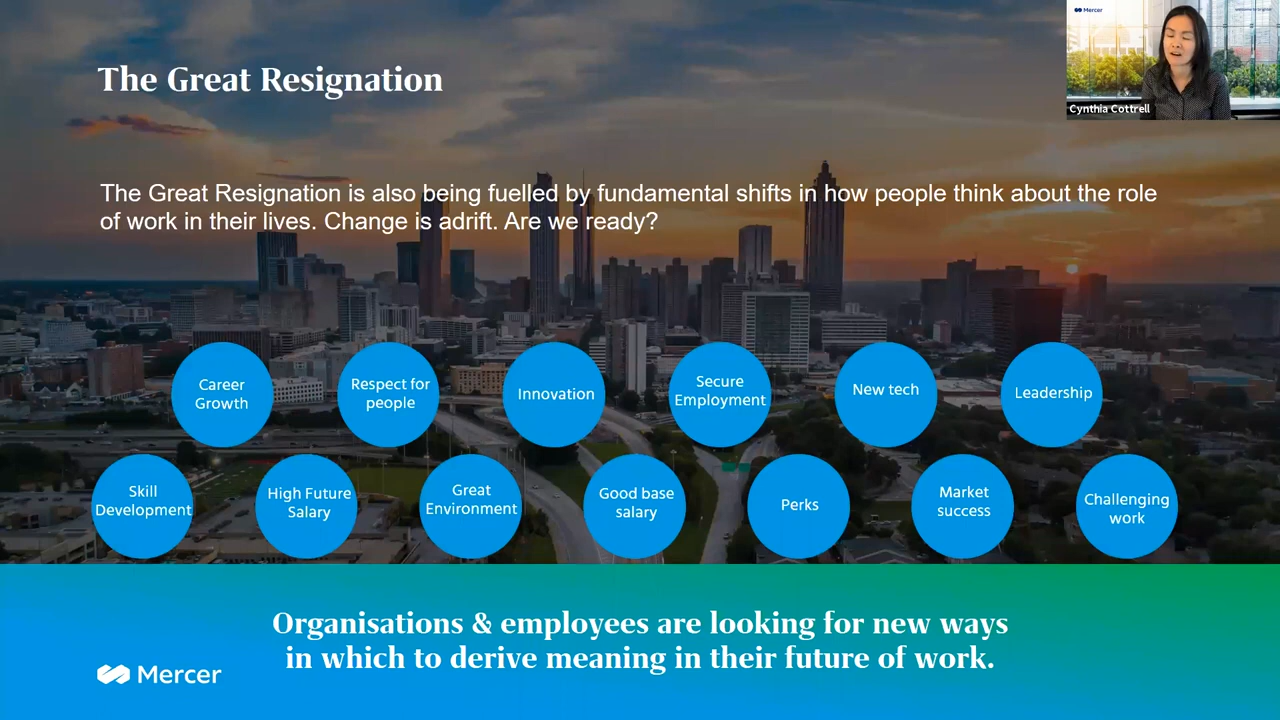 The Great Resignation
Mercer
Cynthia Cottrell
The Great Resignation is also being fuelled by fundamental shifts in how people think about the role
of work in their lives. Change is adrift. Are we ready?
Career
Growth
Respect for
people
Innovation
Secure
Employment
New tech
Leadership
Skill
Development
High Future
Salary
Great
Environment
Good base
salary
Perks
Market
success
Challenging
work
Organisations & employees are looking for new ways
in which to derive meaning in their future of work.
Mercer